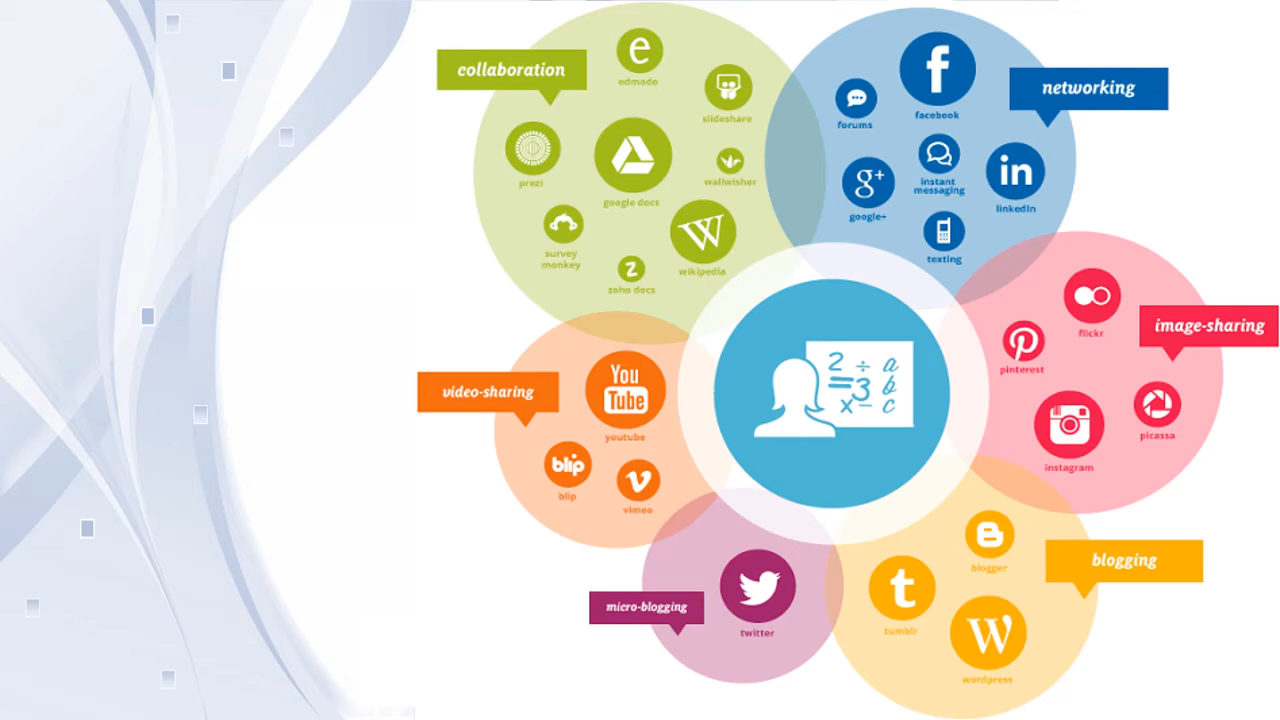 collaboration
e
edmodo
slideshare
prezi
google docs
wallwisher
survey
monkey
W
wikipedia
z
zoho docs
networking
f
facebook
forums
g+
google+
instant
messaging
in
linkedIn
texting
image-sharing
flickr
pinterest
instagram
picassa
video-sharing
You
Tube
youtube
blip
blip
v
vimeo
2 ÷ a
=3 b
x- c
micro-blogging
twitter
blogging
B
blogger
t
tumblr
W
wordpress